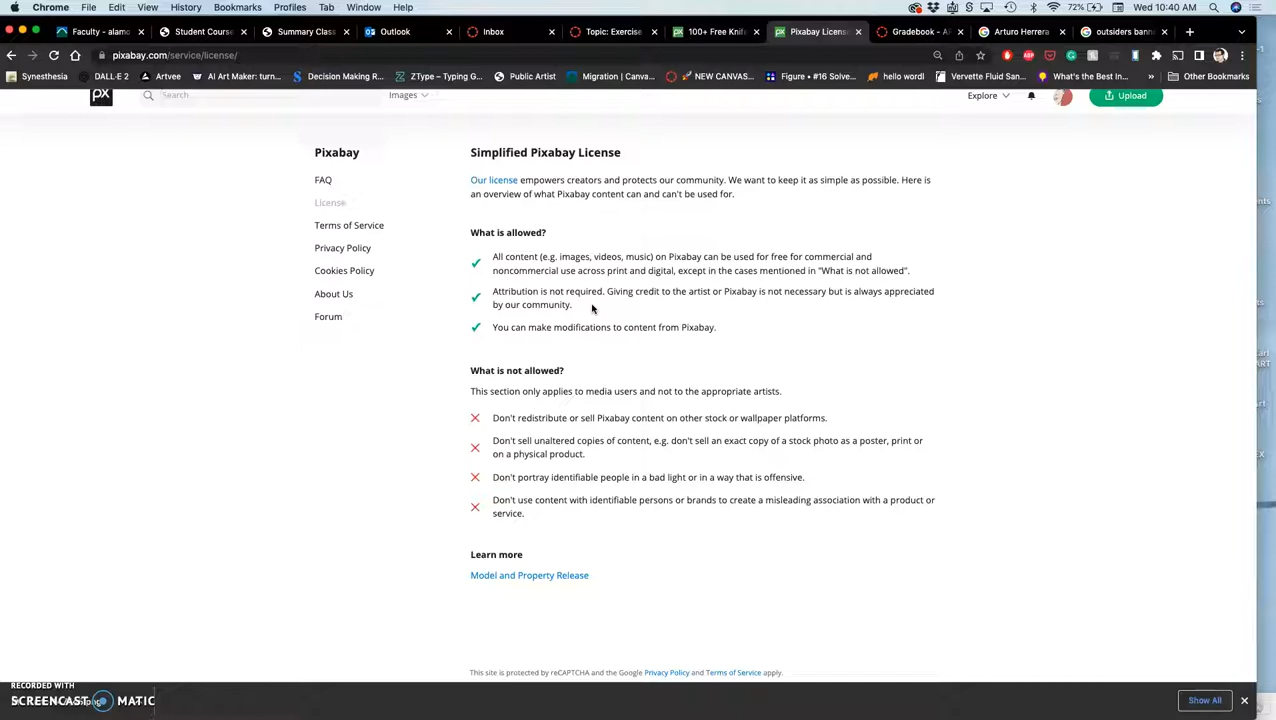 Chrome File Edit View History Bookmarks Profiles Tab Window Help 72% Wed 10:40 AM
Faculty - alamo Student Course Summary Class Outlook Inbox Topic: Exercise 100+ Free Knif Pixabay License Gradebook - A Arturo Herrera outsiders bann
pixabay.com/service/license/
Synesthesia DALL·E 2 Artvee AI Art Maker: turn... Decision Making R... ZType – Typing G... Public Artist Migration | Canva... NEW CANVAS... Figure • #16 Solve... hello wordl Vervette Fluid San... What's the Best In... » Other Bookmarks
px Search Images Explore Upload
Pixabay
FAQ
License
Terms of Service
Privacy Policy
Cookies Policy
About Us
Forum
Simplified Pixabay License
Our license empowers creators and protects our community. We want to keep it as simple as possible. Here is
an overview of what Pixabay content can and can't be used for.
What is allowed?
All content (e.g. images, videos, music) on Pixabay can be used for free for commercial and
noncommercial use across print and digital, except in the cases mentioned in "What is not allowed".
Attribution is not required. Giving credit to the artist or Pixabay is not necessary but is always appreciated
by our community.
You can make modifications to content from Pixabay.
What is not allowed?
This section only applies to media users and not to the appropriate artists.
Don't redistribute or sell Pixabay content on other stock or wallpaper platforms.
Don't sell unaltered copies of content, e.g. don't sell an exact copy of a stock photo as a poster, print or
on a physical product.
Don't portray identifiable people in a bad light or in a way that is offensive.
Don't use content with identifiable persons or brands to create a misleading association with a product or
service.
Learn more
Model and Property Release
This site is protected by reCAPTCHA and the Google Privacy Policy and Terms of Service apply.
RECORDED WITH
SCREENCAST MATIC
Show All